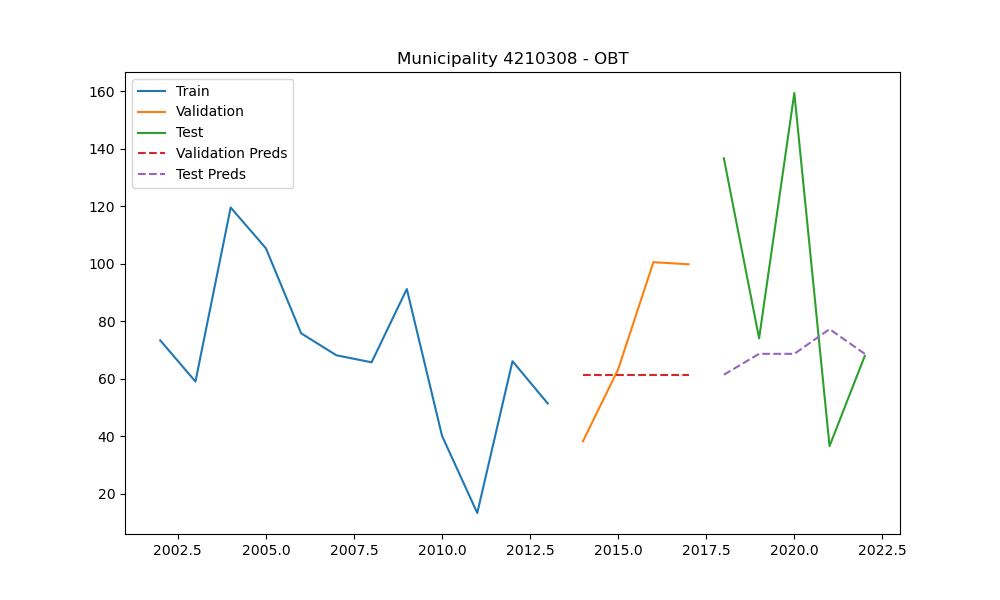 Municipality 4210308 - OBT
Train
Validation
Test
Validation Preds
Test Preds
160
140
120
100
80
60
40
20
2002.5 2005.0 2007.5 2010.0 2012.5 2015.0 2017.5 2020.0 2022.5